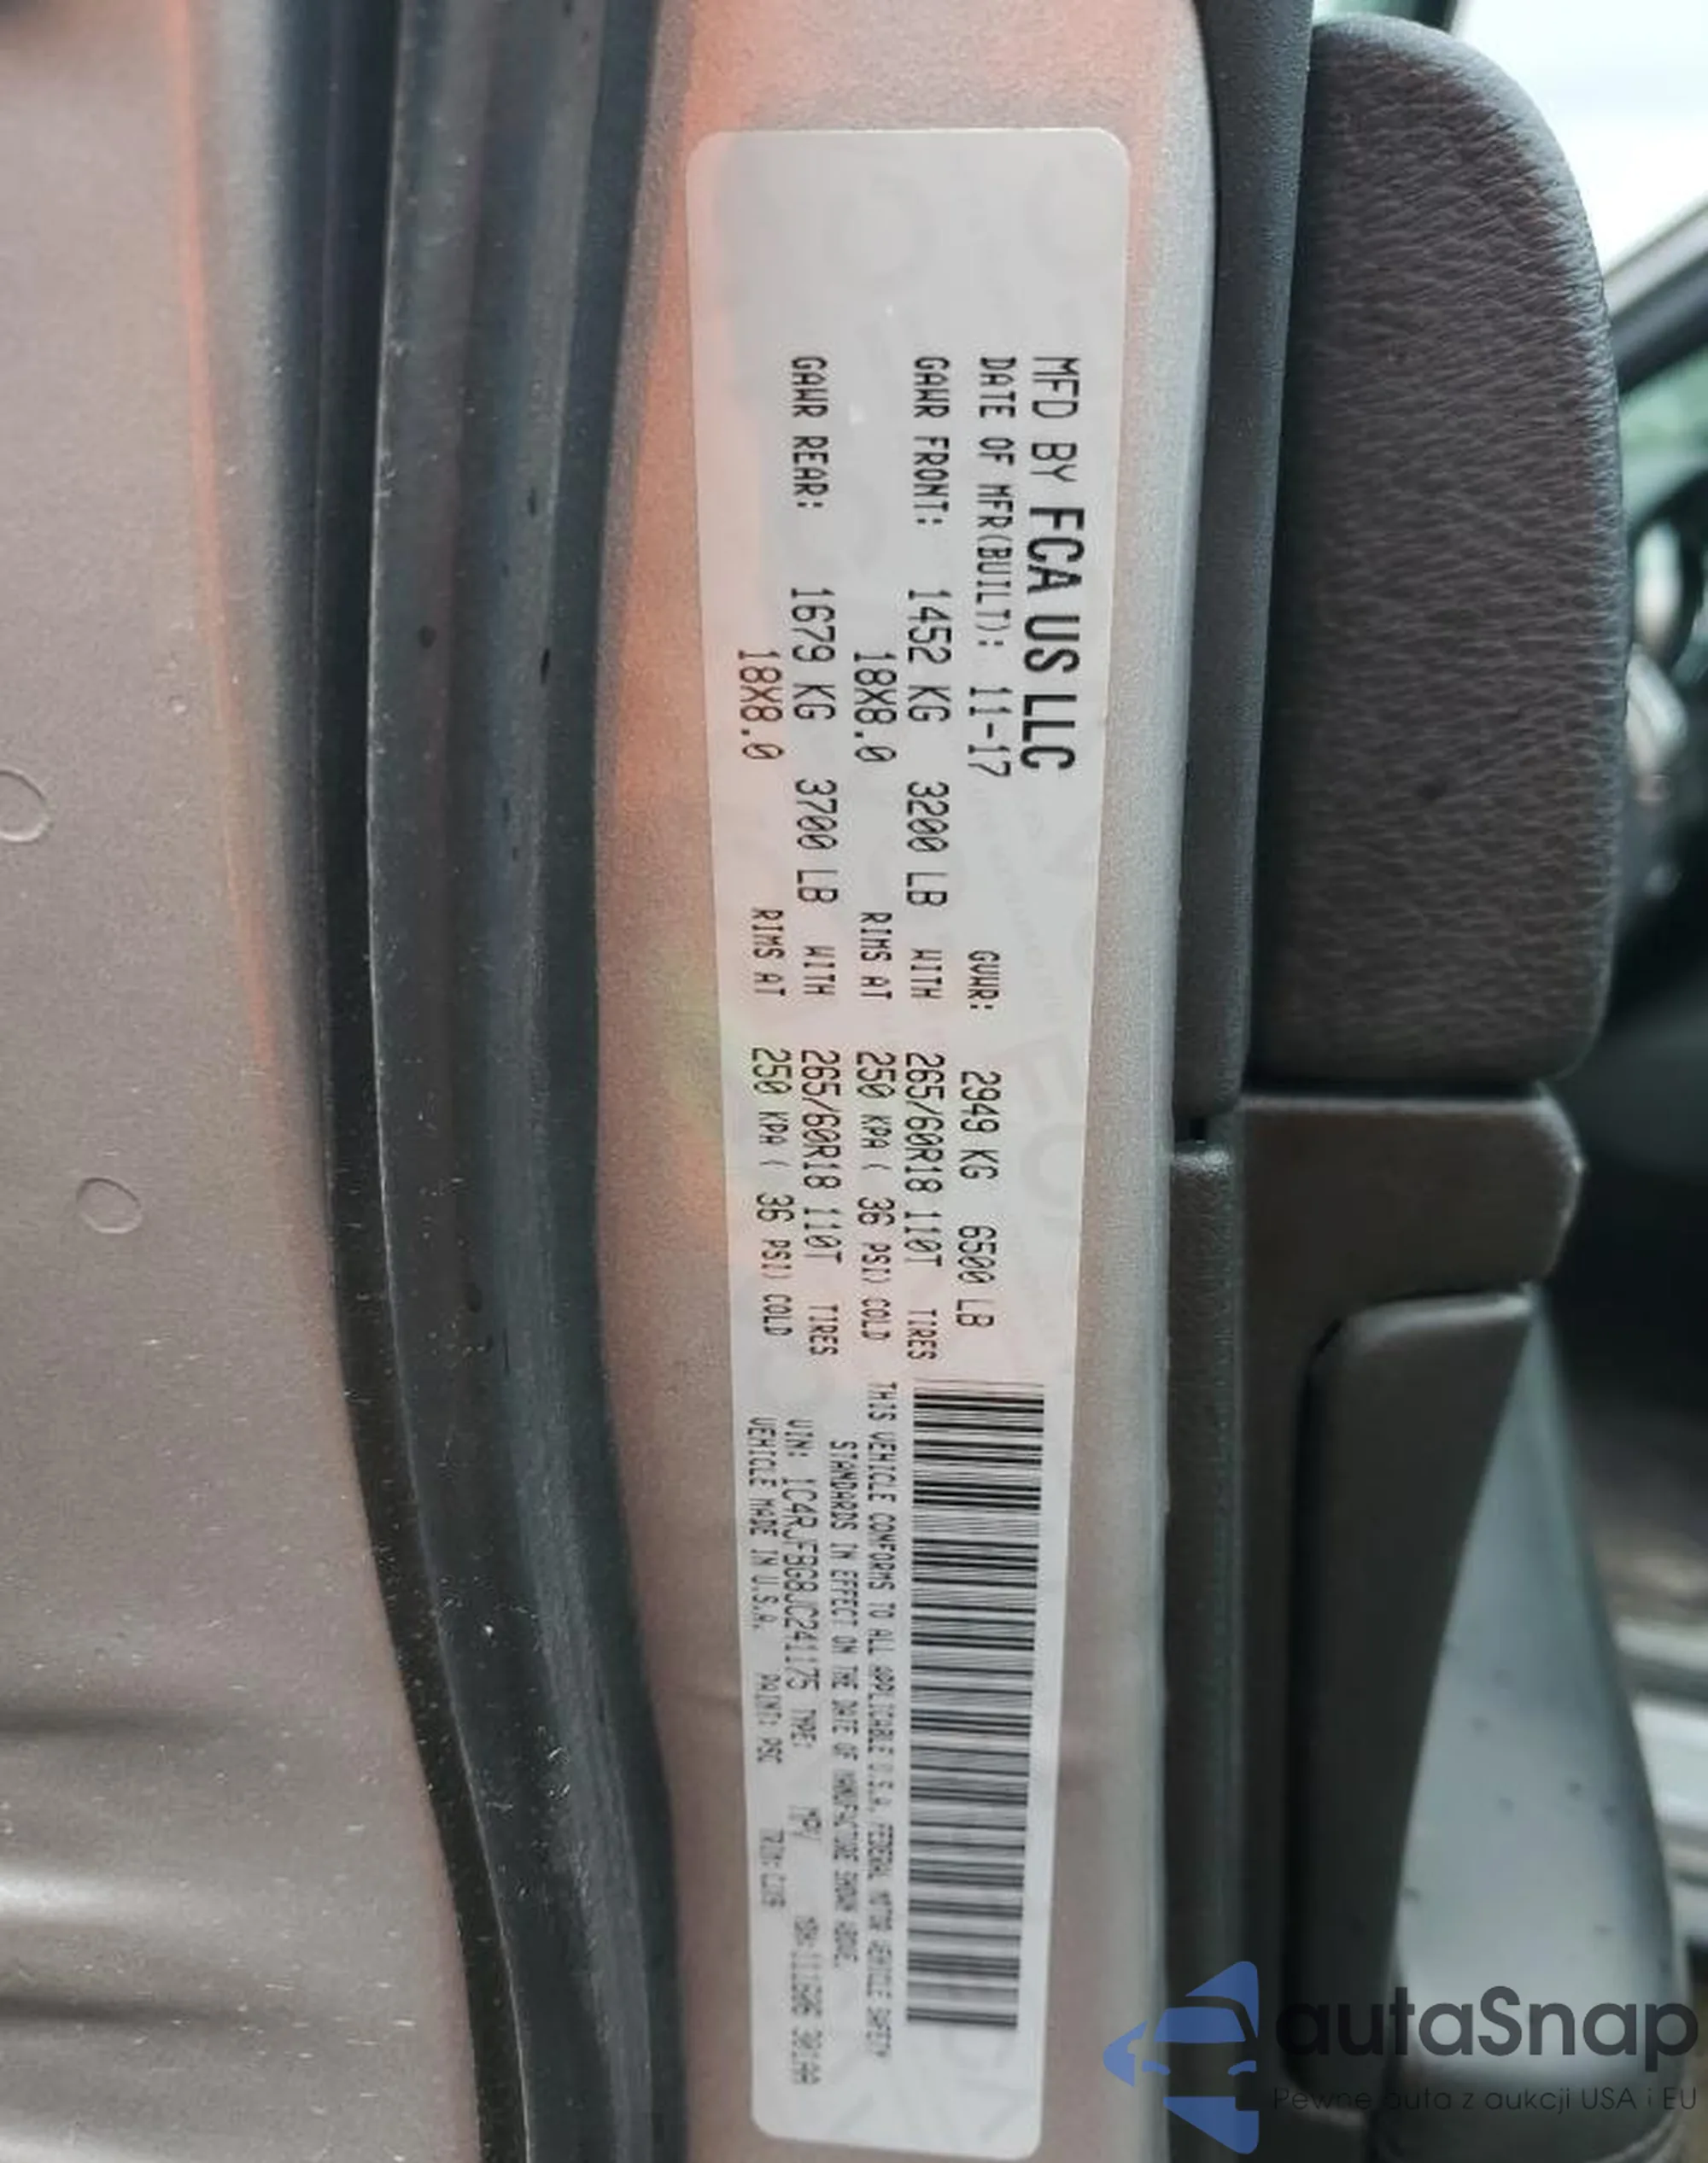 MFD BY FCA US LLC
DATE OF MFR(BUILT): 11-17 GVWR: 2949 KG 6500 LB
GAWR FRONT: 1452 KG 3200 LB WITH 265/60R18 110T TIRES
18X8.0 RIMS AT 250 KPA ( 36 PSI) COLD
GAWR REAR: 1679 KG 3700 LB WITH 265/60R18 110T TIRES
18X8.0 RIMS AT 250 KPA ( 36 PSI) COLD
THIS VEHICLE CONFORMS TO ALL APPLICABLE U.S.A. FEDERAL MOTOR VEHICLE SAFETY
STANDARDS IN EFFECT ON THE DATE OF MANUFACTURE SHOWN ABOVE.
VIN: 1C4RJFBG8JC241175 TYPE: MPV
VEHICLE MADE IN U.S.A. PAINT: PSC
autaSnap
Pewne auta z aukcji USA i EU